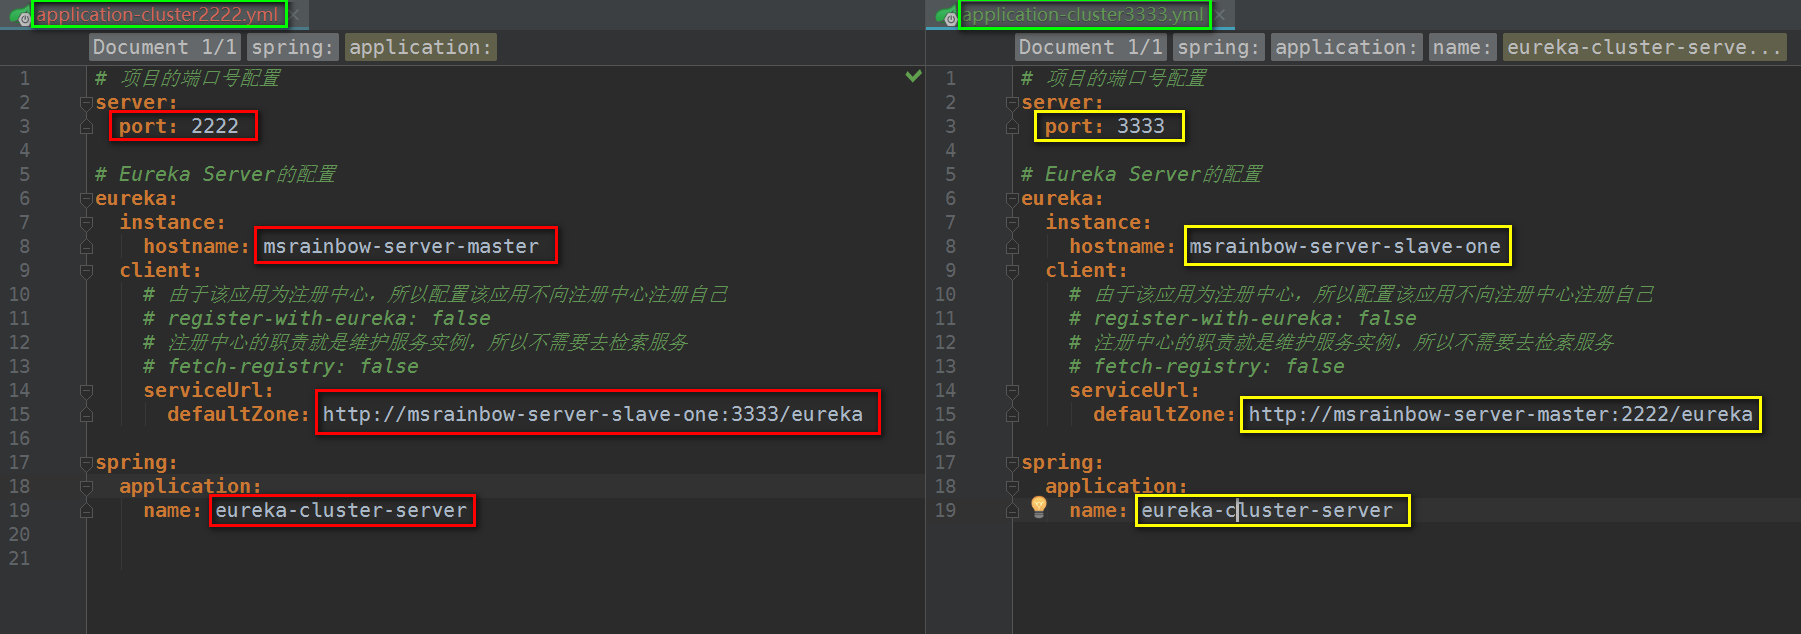 application-cluster2222.yml
Document 1/1 spring: application:
1 # 项目的端口号配置
2 server:
3 port: 2222
4
5 # Eureka Server的配置
6 eureka:
7 instance:
8 hostname: msrainbow-server-master
9 client:
10 # 由于该应用为注册中心，所以配置该应用不向注册中心注册自己
11 # register-with-eureka: false
12 # 注册中心的职责就是维护服务实例，所以不需要去检索服务
13 # fetch-registry: false
14 serviceUrl:
15 defaultZone: http://msrainbow-server-slave-one:3333/eureka
16
17 spring:
18 application:
19 name: eureka-cluster-server
20
21
application-cluster3333.yml
Document 1/1 spring: application: name: eureka-cluster-serve...
1 # 项目的端口号配置
2 server:
3 port: 3333
4
5 # Eureka Server的配置
6 eureka:
7 instance:
8 hostname: msrainbow-server-slave-one
9 client:
10 # 由于该应用为注册中心，所以配置该应用不向注册中心注册自己
11 # register-with-eureka: false
12 # 注册中心的职责就是维护服务实例，所以不需要去检索服务
13 # fetch-registry: false
14 serviceUrl:
15 defaultZone: http://msrainbow-server-master:2222/eureka
16
17 spring:
18 application:
19 name: eureka-cluster-server